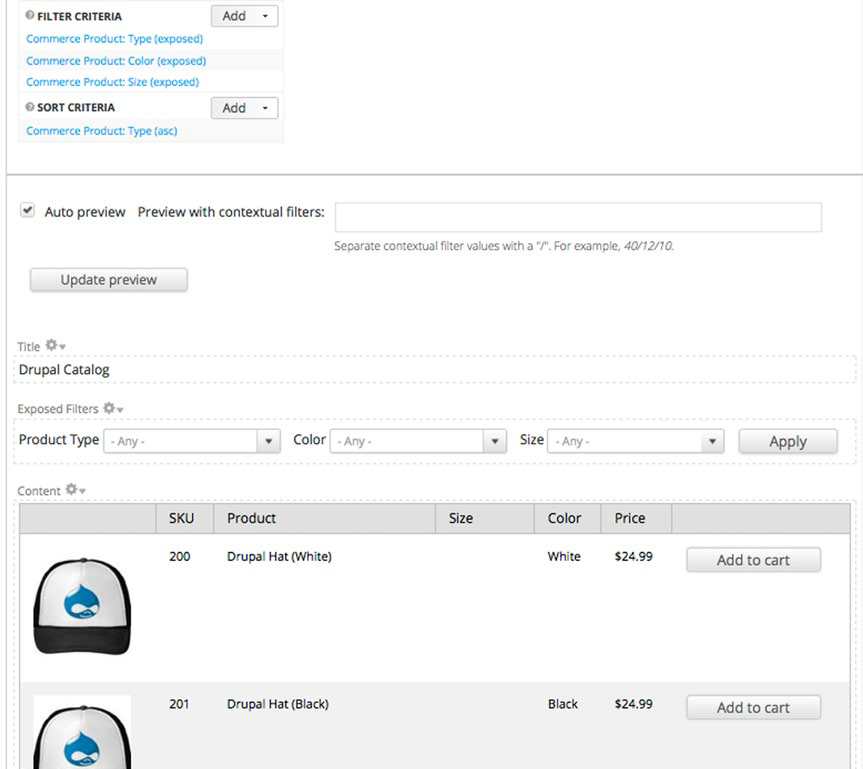 FILTER CRITERIA Add
Commerce Product: Type (exposed)
Commerce Product: Color (exposed)
Commerce Product: Size (exposed)
SORT CRITERIA Add
Commerce Product: Type (asc)
Auto preview Preview with contextual filters:
Separate contextual filter values with a "/". For example, 40/12/10.
Update preview
Title
Drupal Catalog
Exposed Filters
Product Type - Any - Color - Any - Size - Any - Apply
Content
SKU Product Size Color Price
200 Drupal Hat (White) White $24.99 Add to cart
201 Drupal Hat (Black) Black $24.99 Add to cart